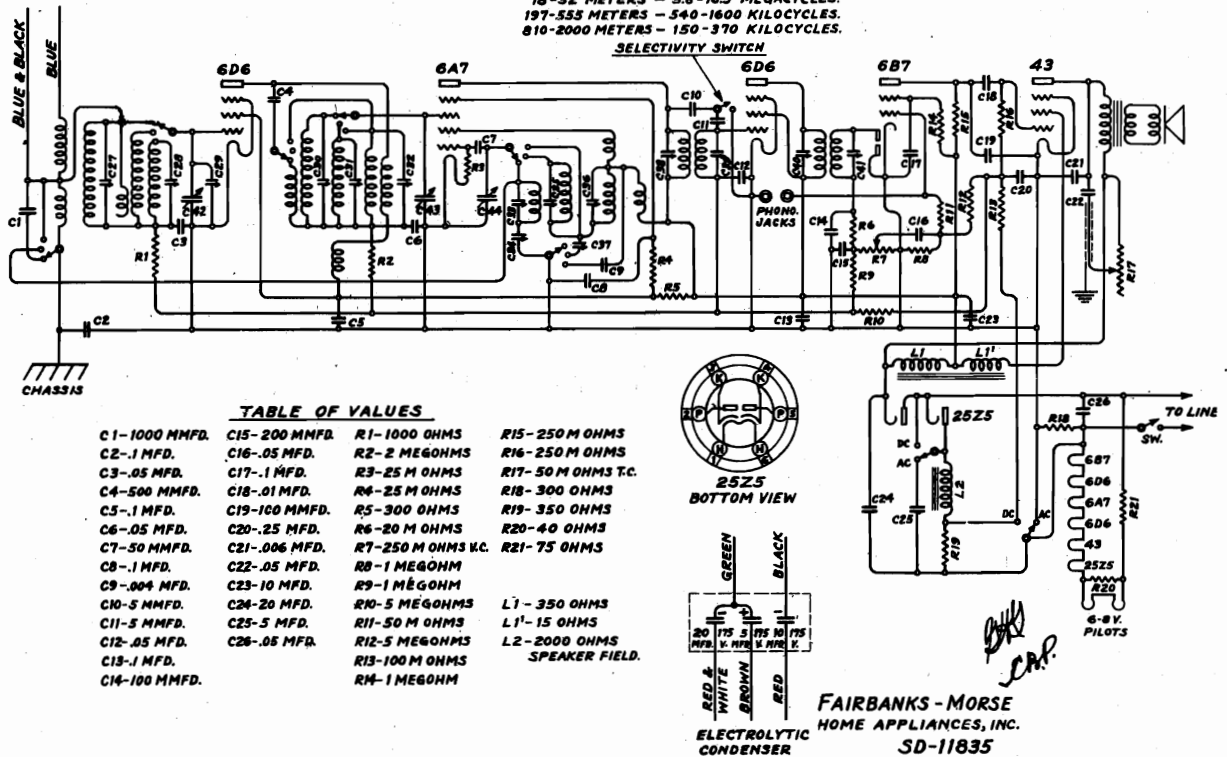 197-555 METERS - 540-1600 KILOCYCLES.
810-2000 METERS - 150-370 KILOCYCLES.
SELECTIVITY SWITCH
BLUE & BLACK
BLUE
6D6
6A7
6D6
6B7
43
C1
C27
C28
C29
C42
C3
R1
C4
C30
C31
C32
C43
C6
R2
C5
C2
CHASSIS
C7
R3
C44
C36
C37
C9
C8
R4
R5
C10
C11
C12
C13
PHONO.
JACKS
C41
C14
C15
R6
R7
R8
R9
R10
C16
R11
R12
R13
R14
R15
R16
C18
C19
C20
C21
C22
R17
C23
L1
L1'
25Z5
DC
AC
L2
C24
C25
R19
DC
AC
R18
C26
TO LINE
SW.
6B7
6D6
6A7
6D6
43
25Z5
R20
R21
6-8 V.
PILOTS
TABLE OF VALUES
C1-1000 MMFD. C15-200 MMFD. R1-1000 OHMS R15-250 M OHMS
C2-.1 MFD. C16-.05 MFD. R2-2 MEGOHMS R16-250 M OHMS
C3-.05 MFD. C17-.1 MFD. R3-25 M OHMS R17-50 M OHMS T.C.
C4-500 MMFD. C18-.01 MFD. R4-25 M OHMS R18-300 OHMS
C5-.1 MFD. C19-100 MMFD. R5-300 OHMS R19-350 OHMS
C6-.05 MFD. C20-.25 MFD. R6-20 M OHMS R20-40 OHMS
C7-50 MMFD. C21-.006 MFD. R7-250 M OHMS V.C. R21-75 OHMS
C8-.1 MFD. C22-.05 MFD. R8-1 MEGOHM
C9-.004 MFD. C23-10 MFD. R9-1 MEGOHM
C10-5 MMFD. C24-20 MFD. R10-5 MEGOHMS L1-350 OHMS
C11-5 MMFD. C25-5 MFD. R11-50 M OHMS L1'-15 OHMS
C12-.05 MFD. C26-.05 MFD. R12-5 MEGOHMS L2-2000 OHMS
C13-.1 MFD. R13-100 M OHMS SPEAKER FIELD.
C14-100 MMFD. R14-1 MEGOHM
K
K
P
P
H
H
25Z5
BOTTOM VIEW
GREEN
BLACK
20 MFD. 175 V.
5 MFD. 175 V.
10 MFD. 175 V.
RED & WHITE
BROWN
RED
ELECTROLYTIC
CONDENSER
C.B.P.
FAIRBANKS-MORSE
HOME APPLIANCES, INC.
SD-11835